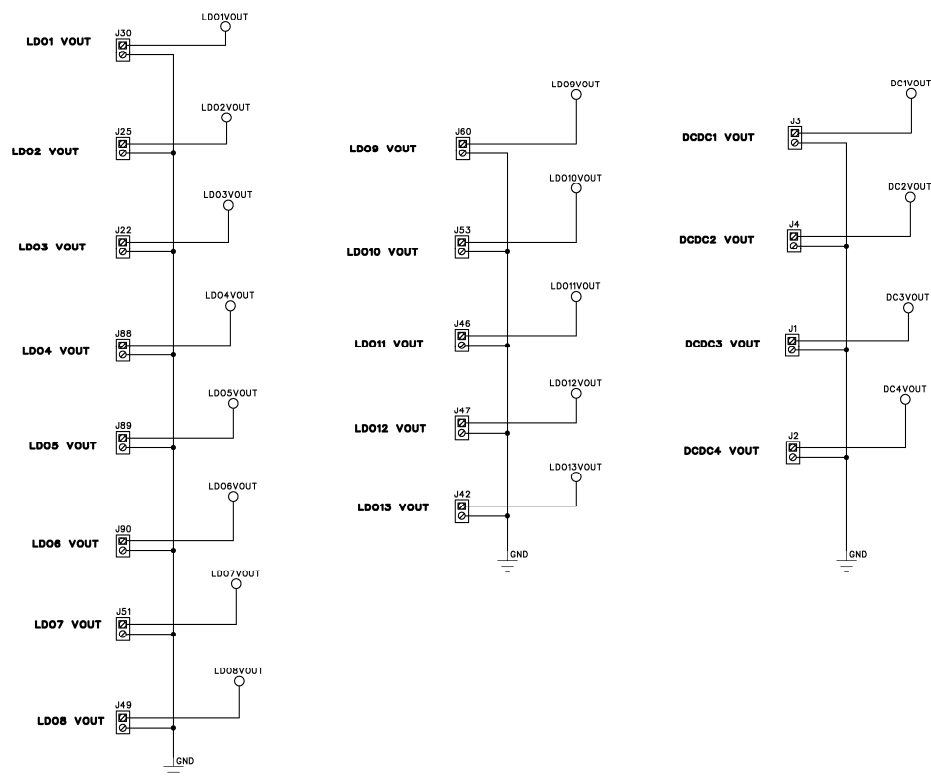 LDO1VOUT
LDO1 VOUT
J30
LDO2VOUT
LDO2 VOUT
J25
LDO3VOUT
LDO3 VOUT
J22
LDO4VOUT
LDO4 VOUT
J88
LDO5VOUT
LDO5 VOUT
J89
LDO6VOUT
LDO6 VOUT
J90
LDO7VOUT
LDO7 VOUT
J51
LDO8VOUT
LDO8 VOUT
J49
GND
LDO9VOUT
LDO9 VOUT
J60
LDO10VOUT
LDO10 VOUT
J53
LDO11VOUT
LDO11 VOUT
J46
LDO12VOUT
LDO12 VOUT
J47
LDO13VOUT
LDO13 VOUT
J42
GND
DC1VOUT
DCDC1 VOUT
J3
DC2VOUT
DCDC2 VOUT
J4
DC3VOUT
DCDC3 VOUT
J1
DC4VOUT
DCDC4 VOUT
J2
GND